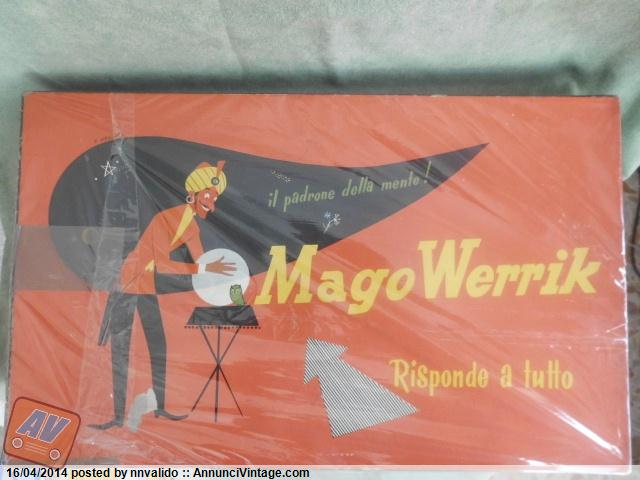 il padrone della mente!
Mago Werrik
Risponde a tutto
AV
16/04/2014 posted by nnvalido :: AnnunciVintage.com